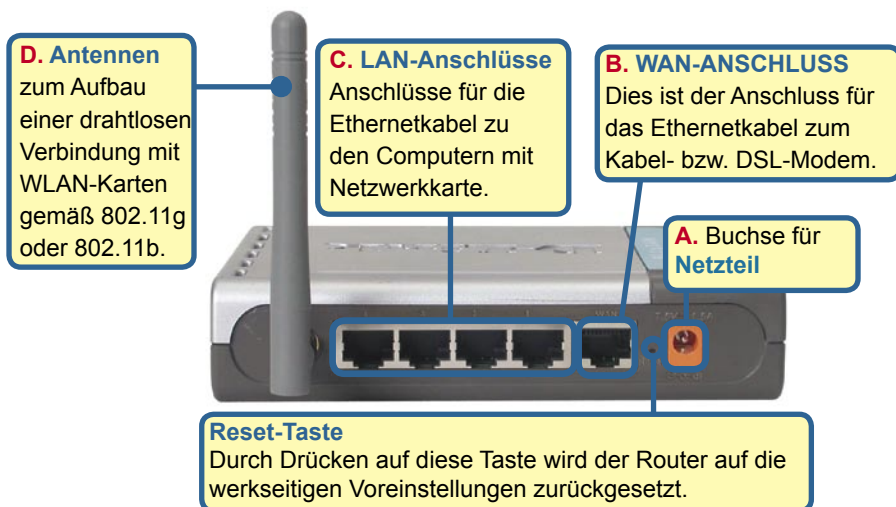 D. Antennen
zum Aufbau
einer drahtlosen
Verbindung mit
WLAN-Karten
gemäß 802.11g
oder 802.11b.
C. LAN-Anschlüsse
Anschlüsse für die
Ethernetkabel zu
den Computern mit
Netzwerkkarte.
B. WAN-ANSCHLUSS
Dies ist der Anschluss für
das Ethernetkabel zum
Kabel- bzw. DSL-Modem.
A. Buchse für
Netzteil
WAN
Reset-Taste
Durch Drücken auf diese Taste wird der Router auf die
werkseitigen Voreinstellungen zurückgesetzt.